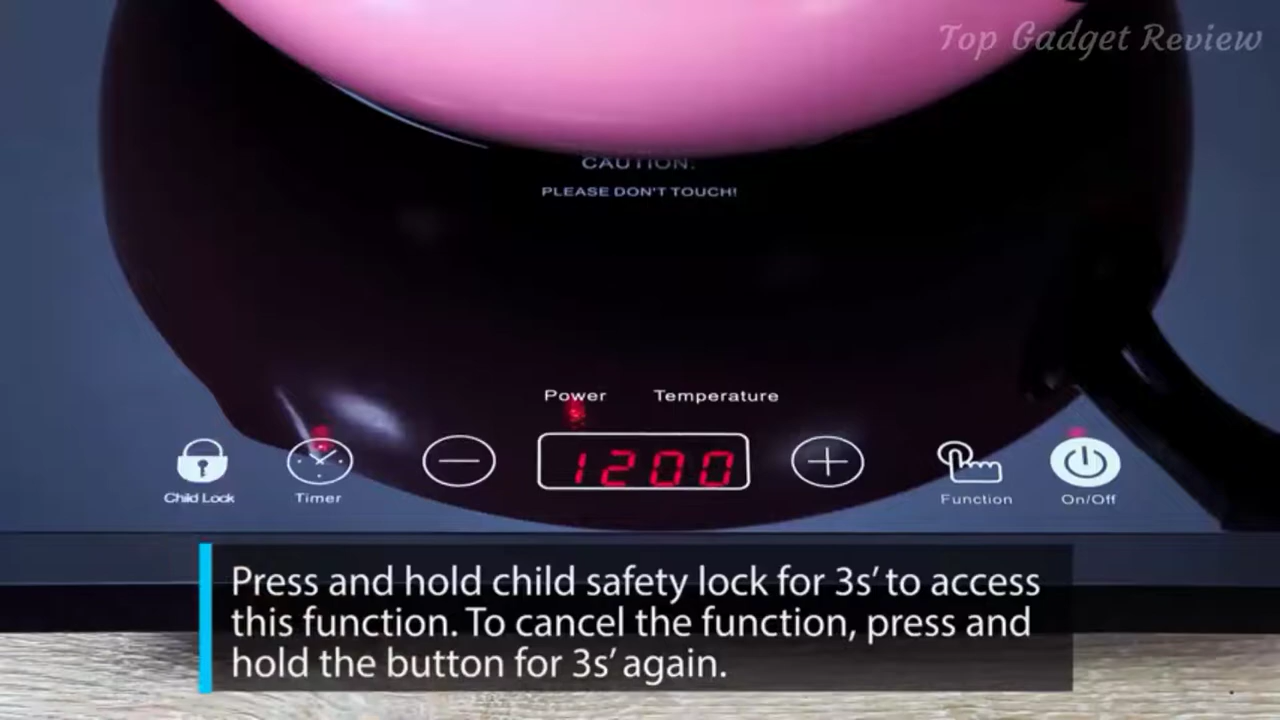 Top Gadget Review
CAUTION:
PLEASE DON'T TOUCH!
Power Temperature
1200
Child Lock Timer Function On/Off
Press and hold child safety lock for 3s’ to access
this function. To cancel the function, press and
hold the button for 3s’ again.